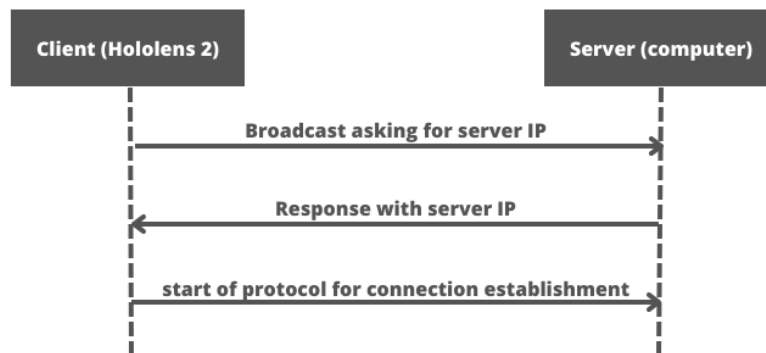 Client (Hololens 2)
Server (computer)
Broadcast asking for server IP
Response with server IP
start of protocol for connection establishment